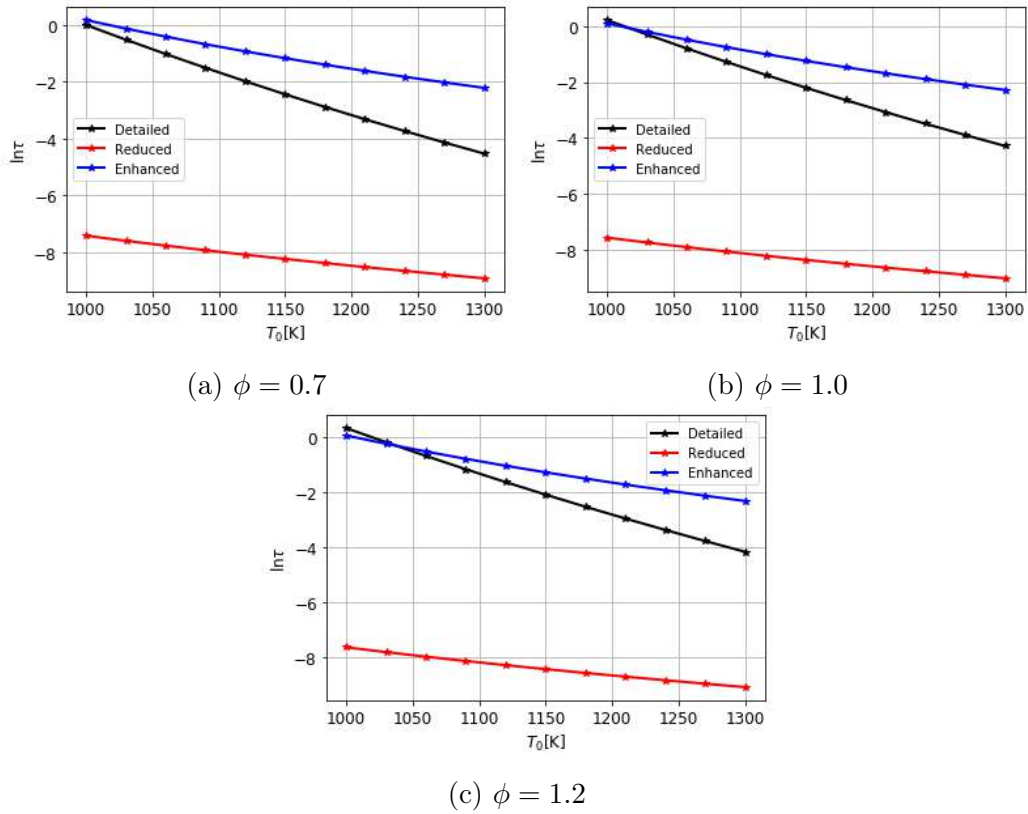 0
−2
−4
−6
−8
lnτ
Detailed
Reduced
Enhanced
1000 1050 1100 1150 1200 1250 1300
T₀[K]
(a) ϕ = 0.7
0
−2
−4
−6
−8
lnτ
Detailed
Reduced
Enhanced
1000 1050 1100 1150 1200 1250 1300
T₀[K]
(b) ϕ = 1.0
0
−2
−4
−6
−8
lnτ
Detailed
Reduced
Enhanced
1000 1050 1100 1150 1200 1250 1300
T₀[K]
(c) ϕ = 1.2